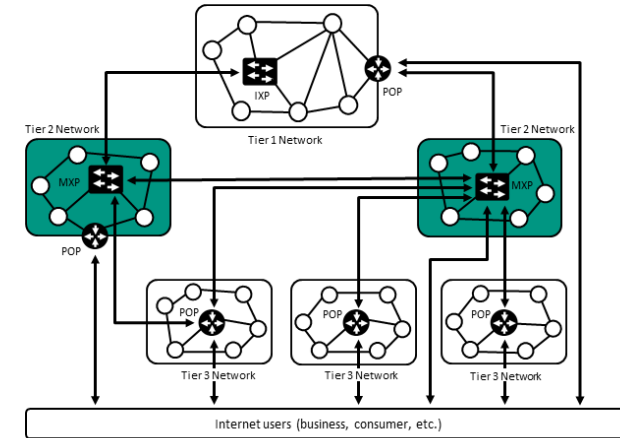 IXP
POP
Tier 1 Network
Tier 2 Network
Tier 2 Network
MXP
MXP
POP
POP
POP
POP
Tier 3 Network
Tier 3 Network
Tier 3 Network
Internet users (business, consumer, etc.)